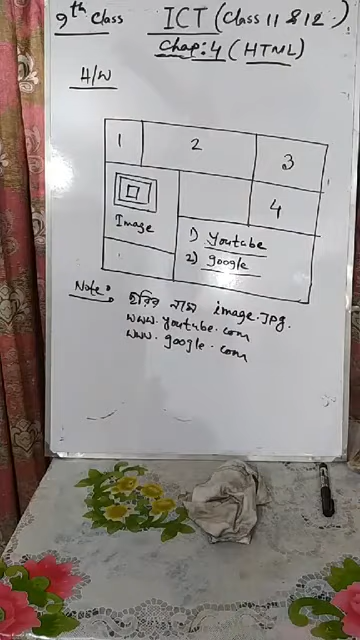 9th Class
ICT (Class 11 & 12)
Chap: 4 (HTML)
H/W
1 2 3
Image
4
1) Youtube
2) google
Note:
ছবির নাম image.Jpg.
www.youtube.com
www.google.com